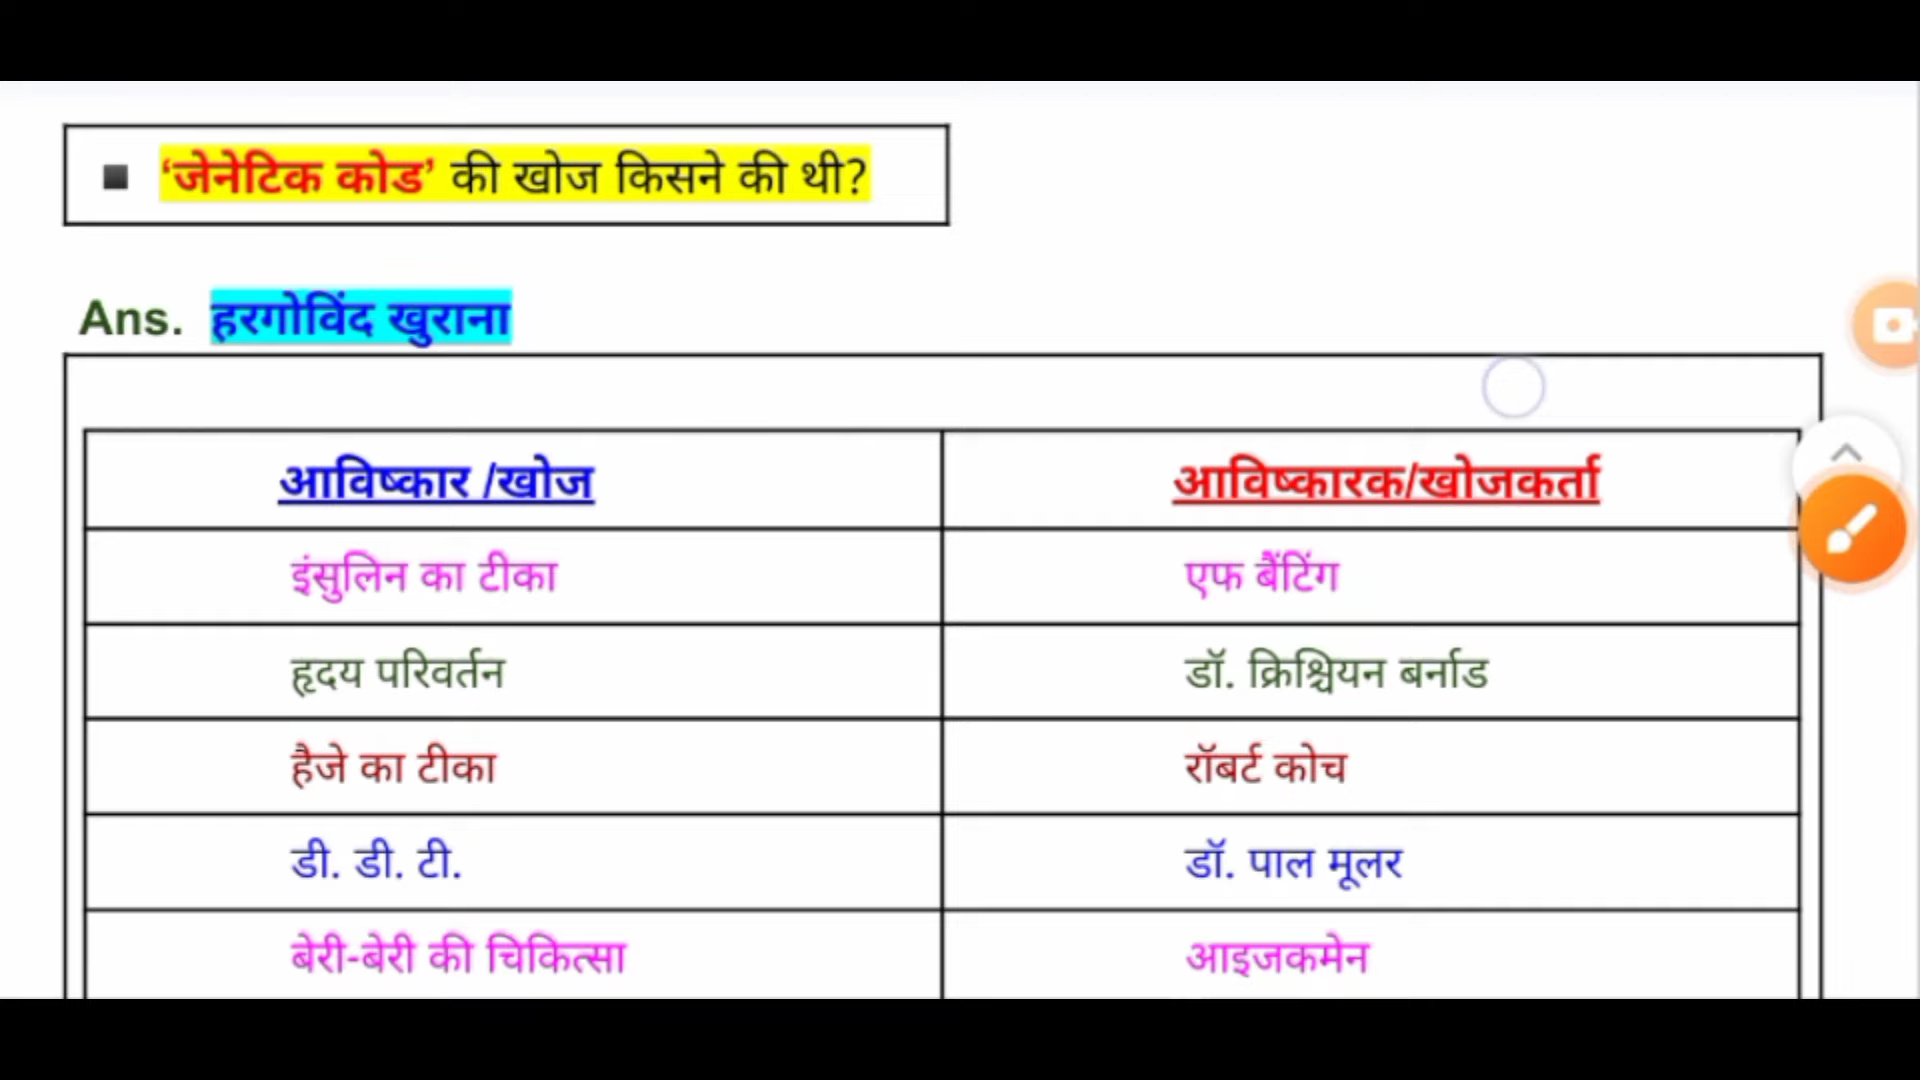 ▪ ‘जेनेटिक कोड’ की खोज किसने की थी?
Ans. हरगोविंद खुराना
आविष्कार /खोज आविष्कारक/खोजकर्ता
इंसुलिन का टीका एफ बैंटिंग
हृदय परिवर्तन डॉ. क्रिश्चियन बर्नाड
हैजे का टीका रॉबर्ट कोच
डी. डी. टी. डॉ. पाल मूलर
बेरी-बेरी की चिकित्सा आइजकमेन